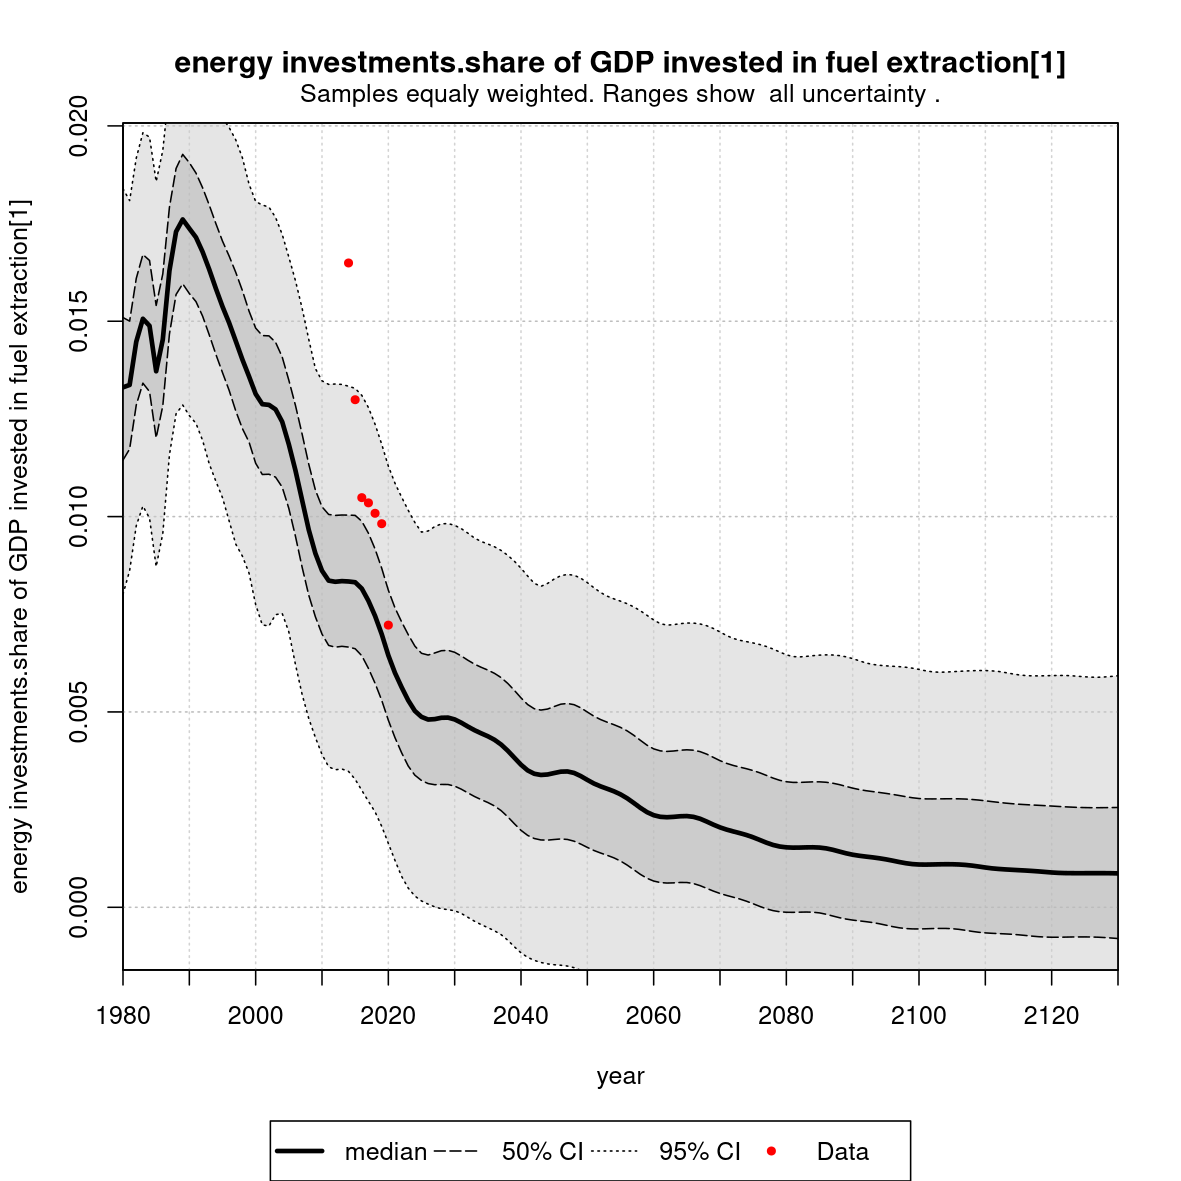 energy investments.share of GDP invested in fuel extraction[1]
Samples equaly weighted. Ranges show  all uncertainty .
energy investments.share of GDP invested in fuel extraction[1]
0.020
0.015
0.010
0.005
0.000
1980 2000 2020 2040 2060 2080 2100 2120
year
median 50% CI 95% CI Data